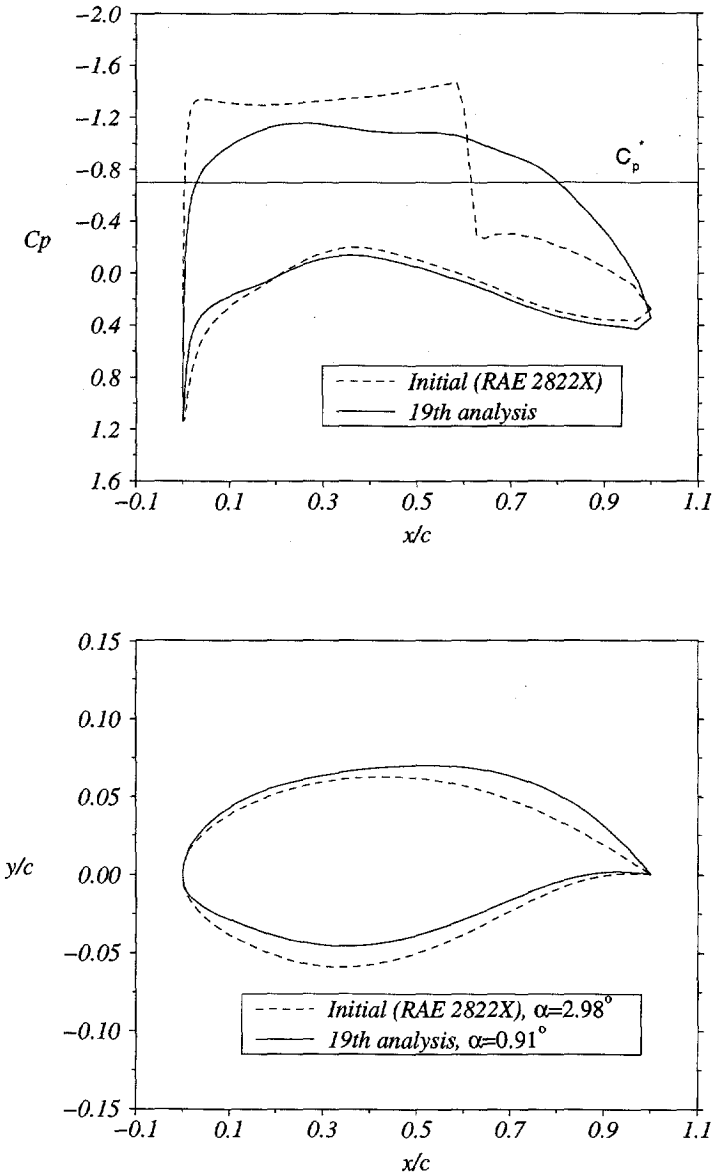 −2.0
−1.6
−1.2
−0.8
−0.4
0.0
0.4
0.8
1.2
1.6
Cp
Cp*
Initial (RAE 2822X)
19th analysis
−0.1 0.1 0.3 0.5 0.7 0.9 1.1
x/c
0.15
0.10
0.05
0.00
−0.05
−0.10
−0.15
y/c
Initial (RAE 2822X), α=2.98°
19th analysis, α=0.91°
−0.1 0.1 0.3 0.5 0.7 0.9 1.1
x/c